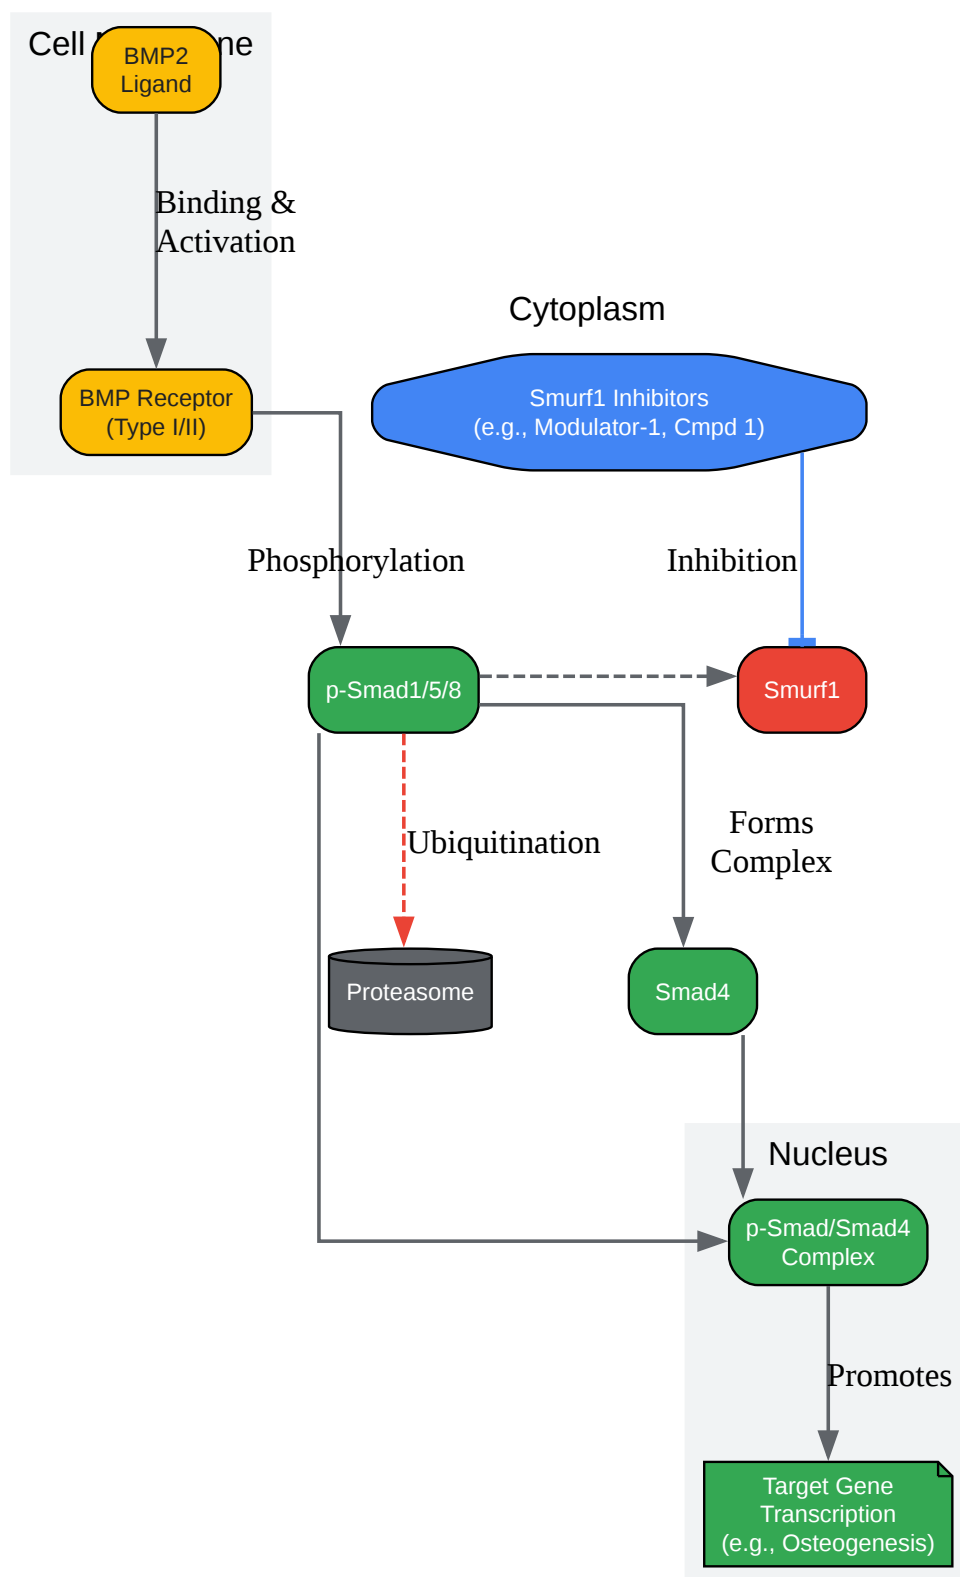 Cell
ne
BMP2
Ligand
Binding &
Activation
Cytoplasm
BMP Receptor
(Type I/II)
Smurf1 Inhibitors
(e.g., Modulator-1, Cmpd 1)
Phosphorylation
Inhibition
p-Smad1/5/8
Smurf1
Forms
Complex
Ubiquitination
Proteasome
Smad4
Nucleus
p-Smad/Smad4
Complex
Promotes
Target Gene
Transcription
(e.g., Osteogenesis)